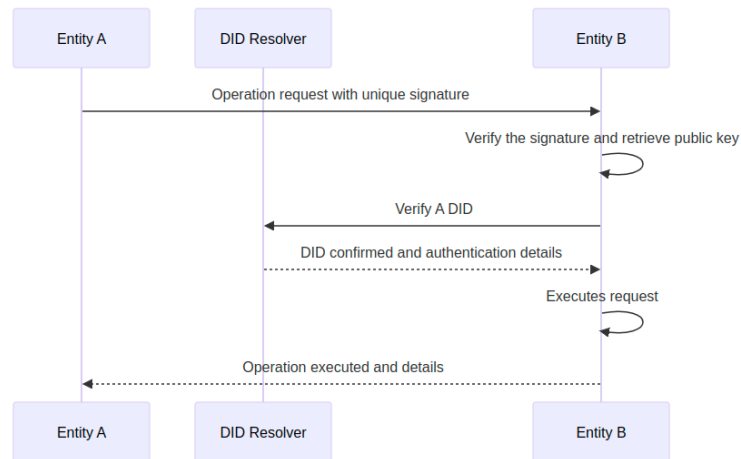 Entity A
DID Resolver
Entity B
Operation request with unique signature
Verify the signature and retrieve public key
Verify A DID
DID confirmed and authentication details
Executes request
Operation executed and details
Entity A
DID Resolver
Entity B